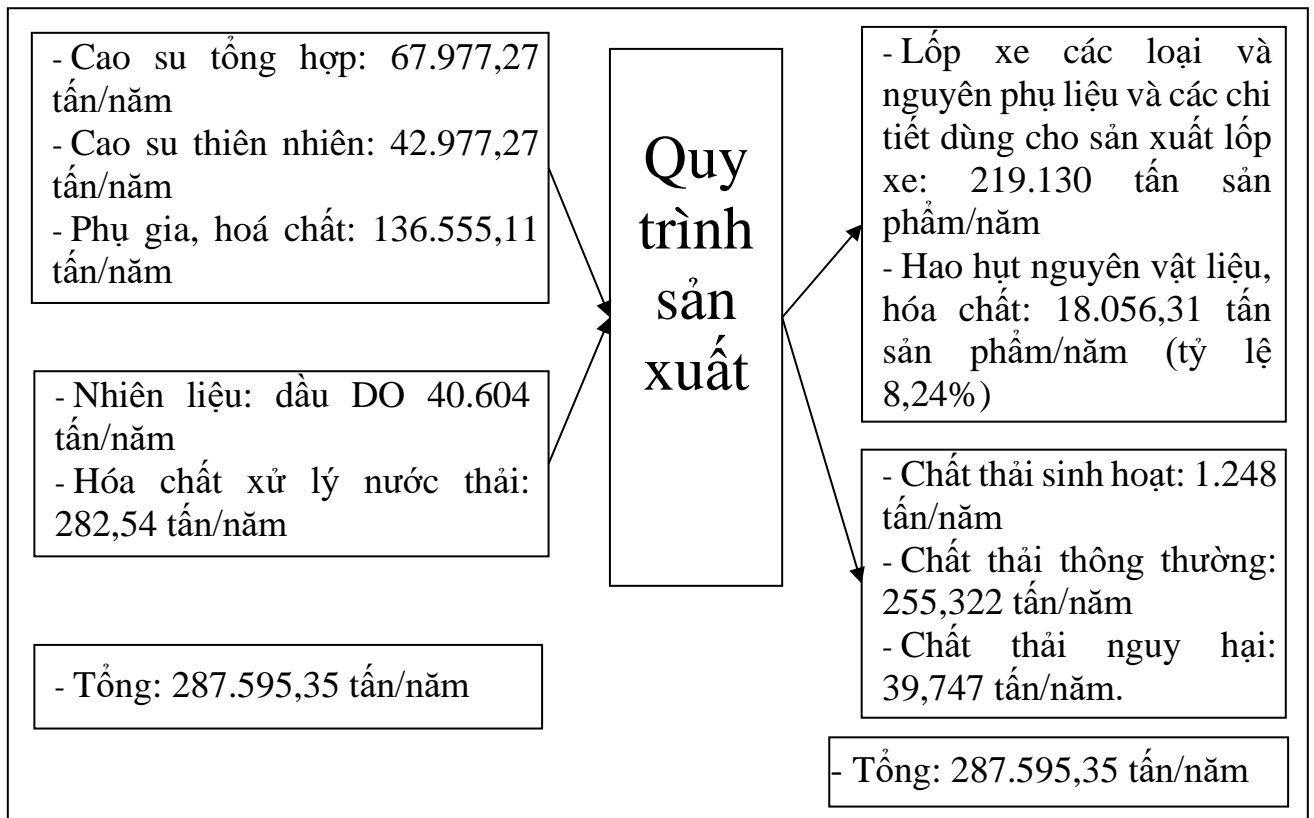 - Cao su tổng hợp: 67.977,27
tấn/năm
- Cao su thiên nhiên: 42.977,27
tấn/năm
- Phụ gia, hoá chất: 136.555,11
tấn/năm
- Nhiên liệu: dầu DO 40.604
tấn/năm
- Hóa chất xử lý nước thải:
282,54 tấn/năm
- Tổng: 287.595,35 tấn/năm
Quy
trình
sản
xuất
- Lốp xe các loại và
nguyên phụ liệu và các chi
tiết dùng cho sản xuất lốp
xe: 219.130 tấn sản
phẩm/năm
- Hao hụt nguyên vật liệu,
hóa chất: 18.056,31 tấn
sản phẩm/năm (tỷ lệ
8,24%)
- Chất thải sinh hoạt: 1.248
tấn/năm
- Chất thải thông thường:
255,322 tấn/năm
- Chất thải nguy hại:
39,747 tấn/năm.
- Tổng: 287.595,35 tấn/năm